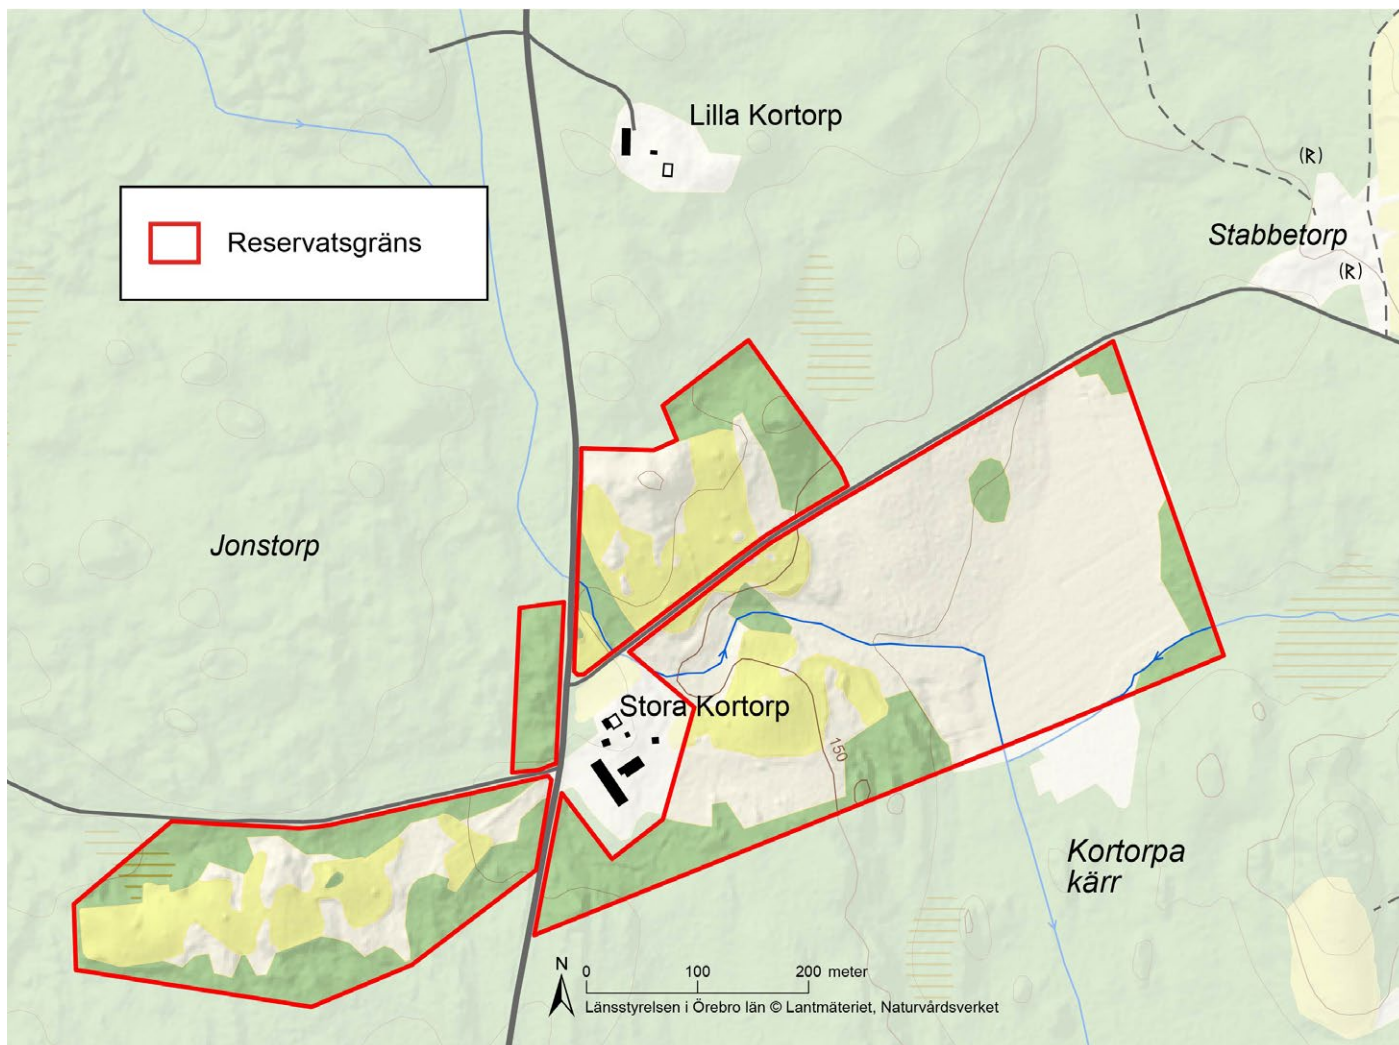 Lilla Kortorp
(R)
Stabbetorp
(R)
Reservatsgräns
Jonstorp
Stora Kortorp
150
Kortorpa
kärr
N
0 100 200 meter
Länsstyrelsen i Örebro län © Lantmäteriet, Naturvårdsverket